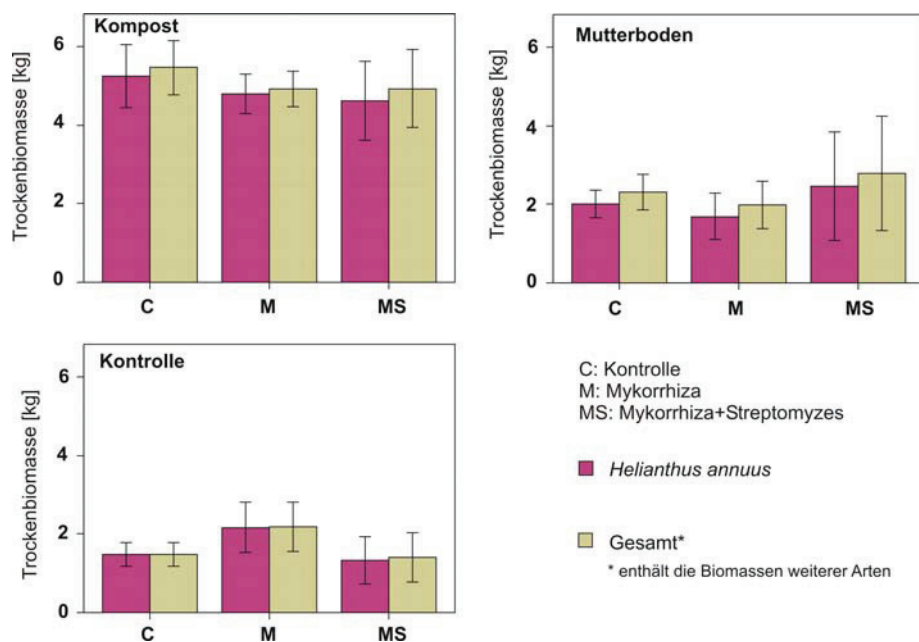 Kompost
Trockenbiomasse [kg]
6
4
2
0
C M MS
Mutterboden
Trockenbiomasse [kg]
6
4
2
0
C M MS
Kontrolle
Trockenbiomasse [kg]
6
4
2
0
C M MS
C: Kontrolle
M: Mykorrhiza
MS: Mykorrhiza+Streptomyzes
Helianthus annuus
Gesamt*
* enthält die Biomassen weiterer Arten